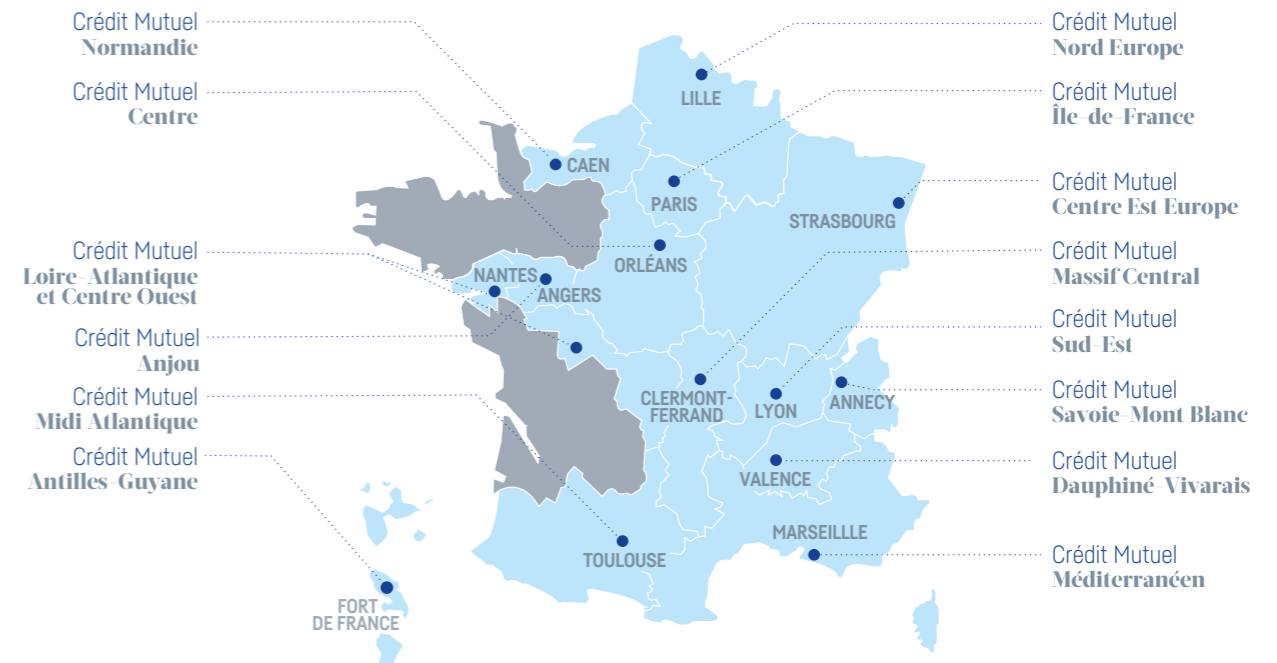 Crédit Mutuel
Normandie
Crédit Mutuel
Centre
Crédit Mutuel
Loire-Atlantique
et Centre Ouest
Crédit Mutuel
Anjou
Crédit Mutuel
Midi Atlantique
Crédit Mutuel
Antilles-Guyane
LILLE
CAEN
PARIS
STRASBOURG
ORLÉANS
NANTES
ANGERS
CLERMONT-
FERRAND
LYON
ANNECY
VALENCE
MARSEILLLE
TOULOUSE
FORT
DE FRANCE
Crédit Mutuel
Nord Europe
Crédit Mutuel
Île-de-France
Crédit Mutuel
Centre Est Europe
Crédit Mutuel
Massif Central
Crédit Mutuel
Sud-Est
Crédit Mutuel
Savoie-Mont Blanc
Crédit Mutuel
Dauphiné-Vivarais
Crédit Mutuel
Méditerranéen